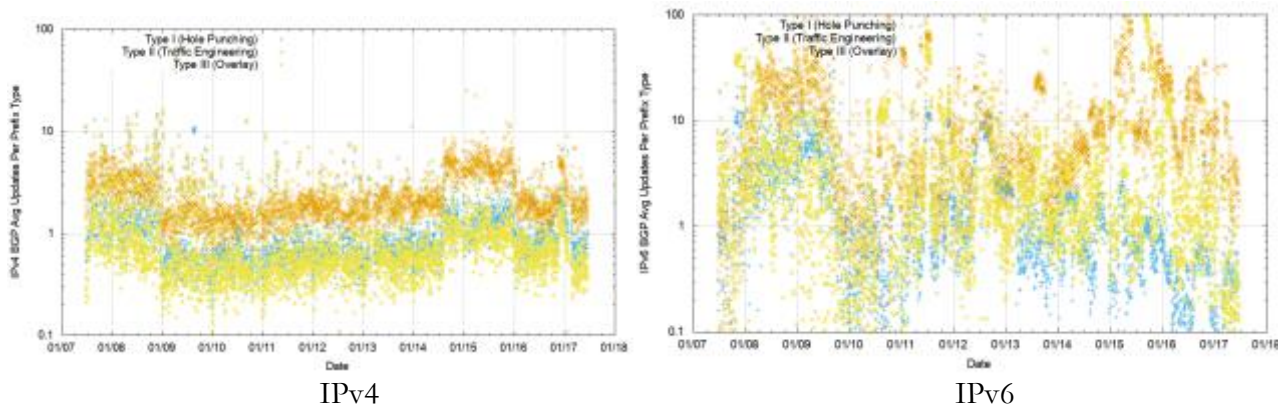 Type I (Hole Punching)
Type II (Traffic Engineering)
Type III (Overlay)
IPv4 BGP Avg Updates Per Prefix Type
100
10
1
0.1
01/07 01/08 01/09 01/10 01/11 01/12 01/13 01/14 01/15 01/16 01/17 01/18
Date
IPv4
Type I (Hole Punching)
Type II (Traffic Engineering)
Type III (Overlay)
IPv6 BGP Avg Updates Per Prefix Type
100
10
1
0.1
01/07 01/08 01/09 01/10 01/11 01/12 01/13 01/14 01/15 01/16 01/17 01/18
Date
IPv6